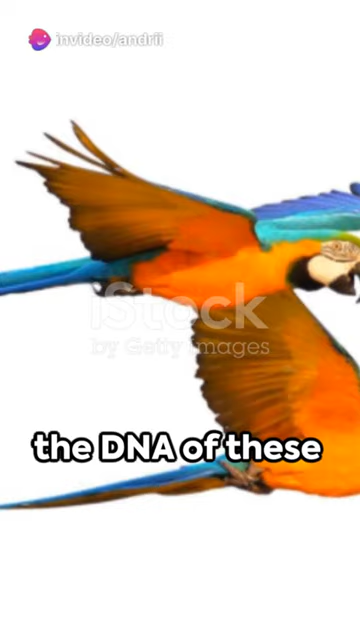 invideo/andrii
iStock
by Getty Images
the DNA of these